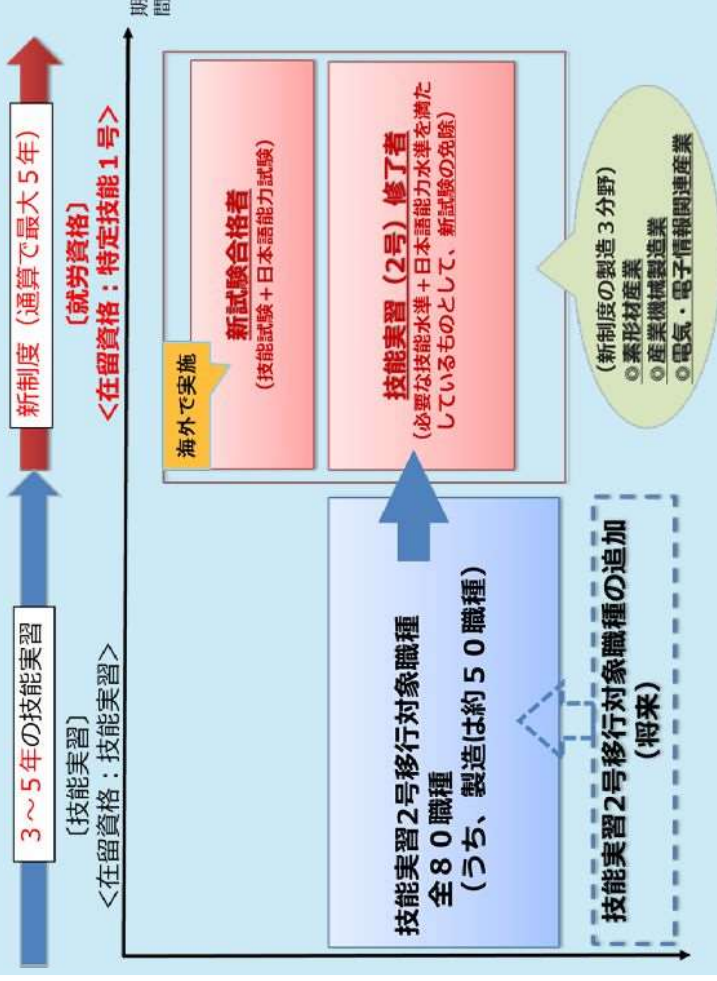 3~5年の技能実習
新制度(通算で最大5年)
〔技能実習〕
<在留資格:技能実習>
〔就労資格〕
<在留資格:特定技能1号>
期
間
海外で実施
新試験合格者
(技能試験+日本語能力試験)
技能実習2号移行対象職種
全80職種
(うち、製造は約50職種)
技能実習(2号)修了者
(必要な技能水準+日本語能力水準を満た
しているものとして、新試験の免除)
技能実習2号移行対象職種の追加
(将来)
(新制度の製造3分野)
◎素形材産業
◎産業機械製造業
◎電気・電子情報関連産業